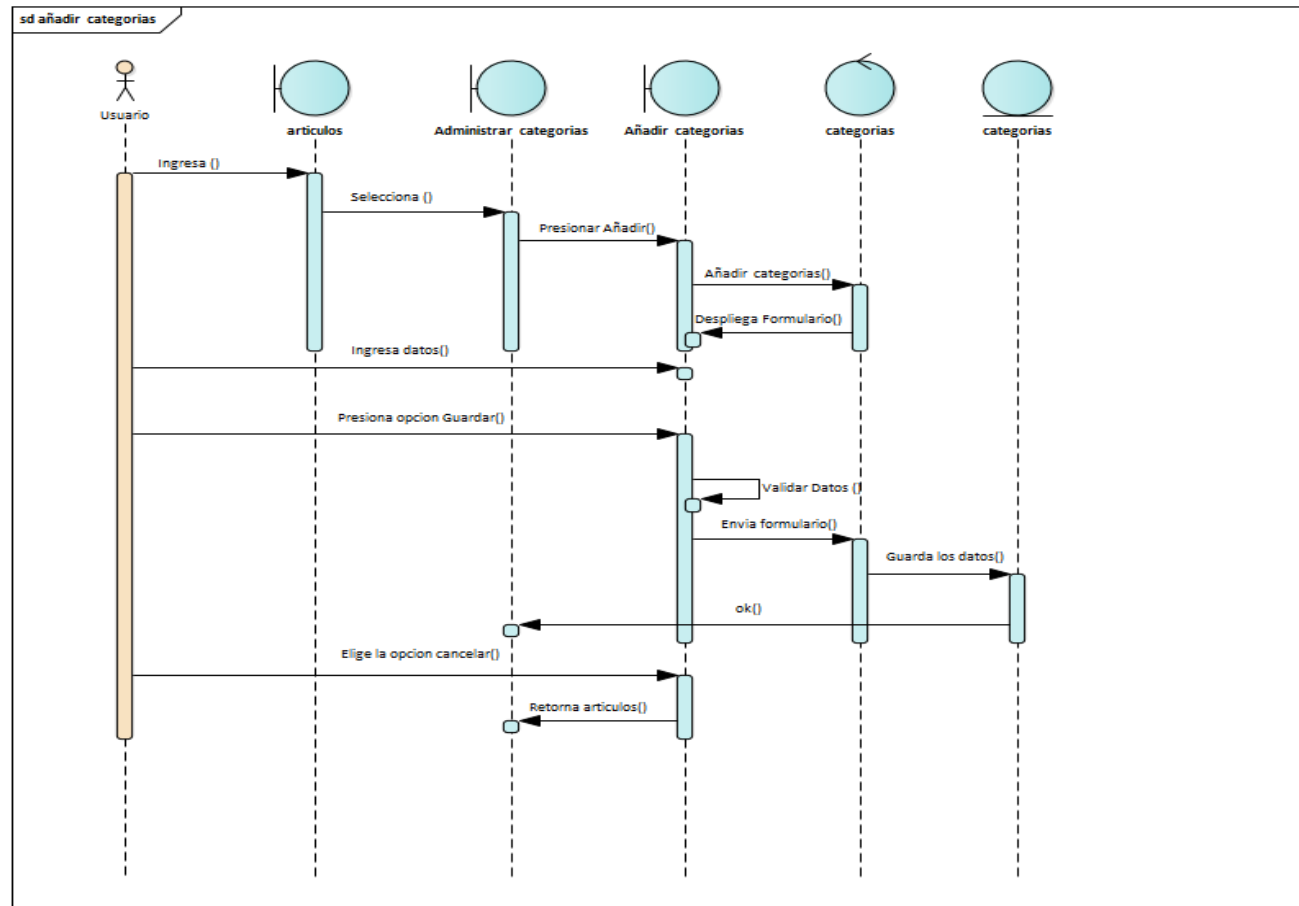 sd añadir categorias
Usuario
articulos
Administrar categorias
Añadir categorias
categorias
categorias
Ingresa ()
Selecciona ()
Presionar Añadir()
Añadir categorias()
Despliega Formulario()
Ingresa datos()
Presiona opcion Guardar()
Validar Datos ()
Envia formulario()
Guarda los datos()
ok()
Elige la opcion cancelar()
Retorna articulos()